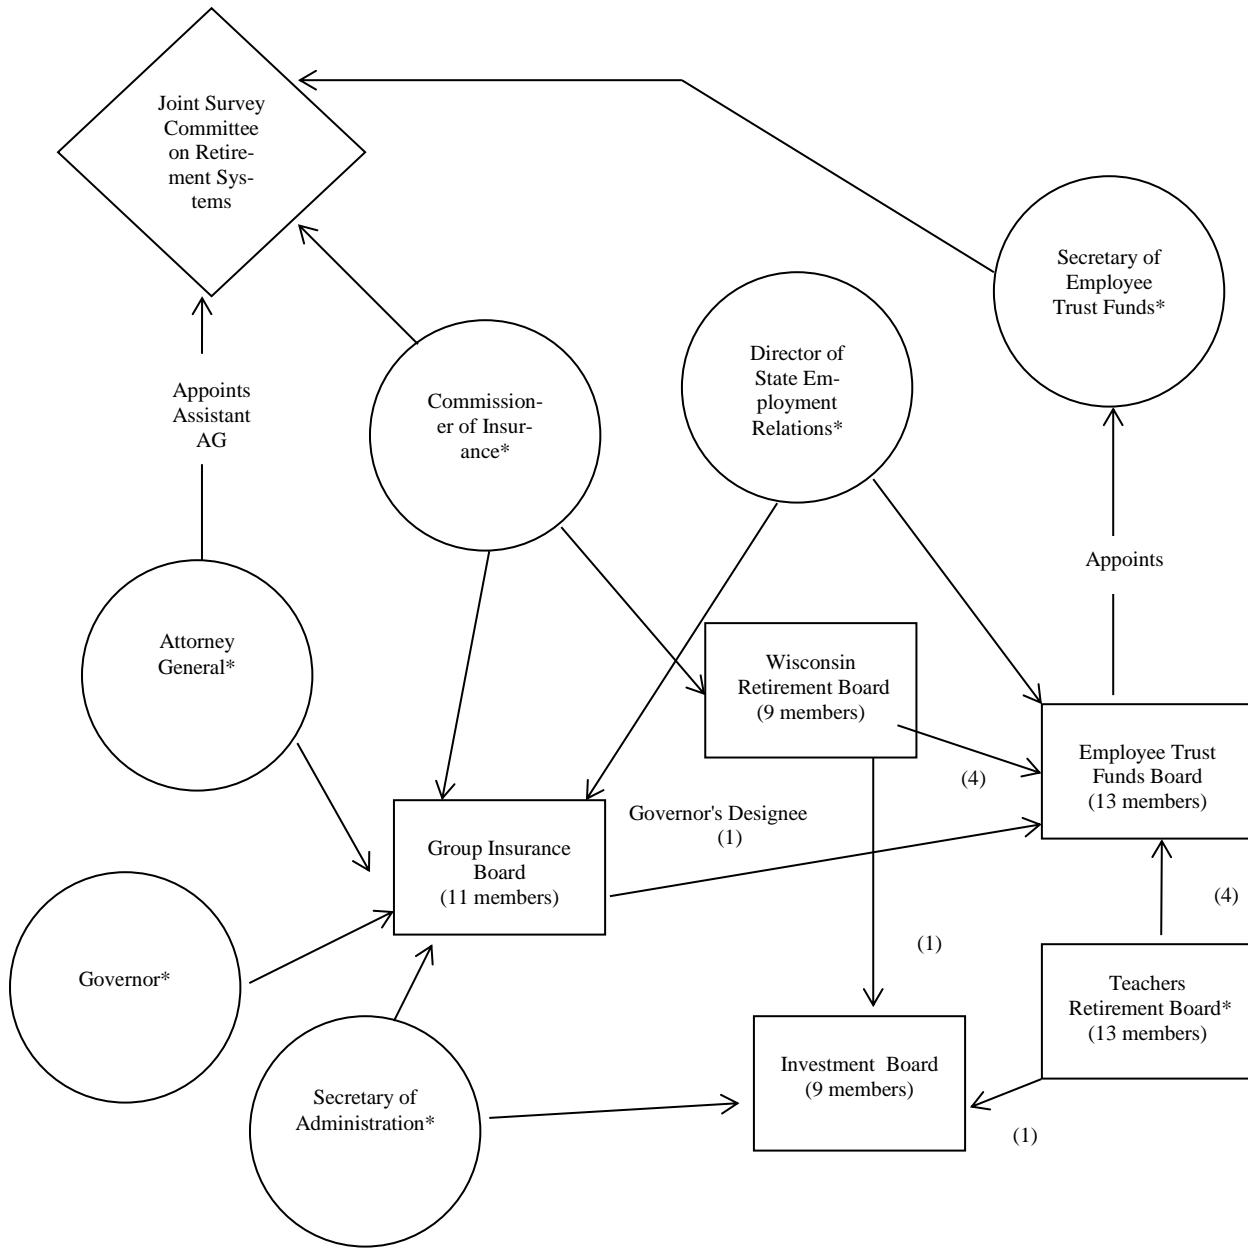 Joint Survey
Committee
on Retire-
ment Sys-
tems
Secretary of
Employee
Trust Funds*
Director of
State Em-
ployment
Relations*
Appoints
Assistant
AG
Commission-
er of Insur-
ance*
Appoints
Attorney
General*
Wisconsin
Retirement Board
(9 members)
Employee Trust
Funds Board
(13 members)
(4)
Governor's Designee
(1)
Group Insurance
Board
(11 members)
(4)
(1)
Governor*
Teachers
Retirement Board*
(13 members)
Investment  Board
(9 members)
Secretary of
Administration*
(1)